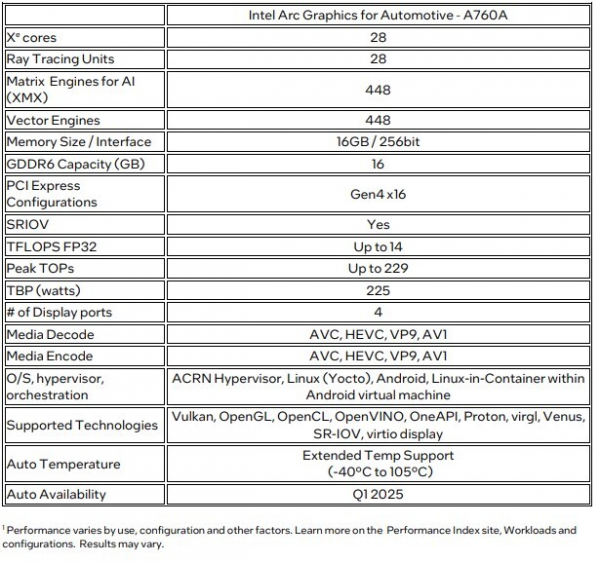 Intel Arc Graphics for Automotive - A760A
Xᵉ cores 28
Ray Tracing Units 28
Matrix Engines for AI
(XMX) 448
Vector Engines 448
Memory Size / Interface 16GB / 256bit
GDDR6 Capacity (GB) 16
PCI Express
Configurations Gen4 x16
SRIOV Yes
TFLOPS FP32 Up to 14
Peak TOPs Up to 229
TBP (watts) 225
# of Display ports 4
Media Decode AVC, HEVC, VP9, AV1
Media Encode AVC, HEVC, VP9, AV1
O/S, hypervisor,
orchestration
ACRN Hypervisor, Linux (Yocto), Android, Linux-in-Container within
Android virtual machine
Supported Technologies
Vulkan, OpenGL, OpenCL, OpenVINO, OneAPI, Proton, virgl, Venus,
SR-IOV, virtio display
Auto Temperature
Extended Temp Support
(-40°C to 105°C)
Auto Availability Q1 2025
¹ Performance varies by use, configuration and other factors. Learn more on the Performance Index site, Workloads and
configurations. Results may vary.